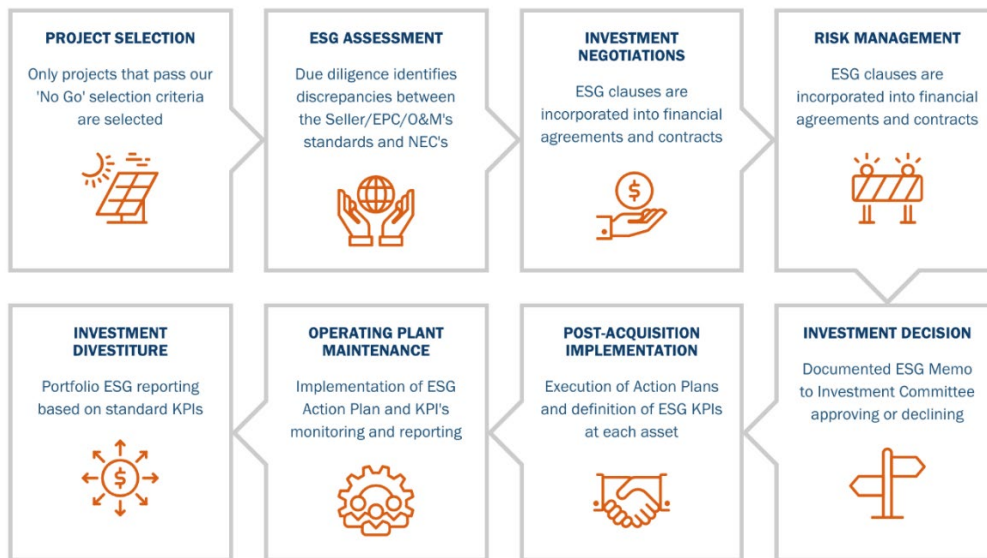 PROJECT SELECTION
Only projects that pass our
'No Go' selection criteria
are selected
ESG ASSESSMENT
Due diligence identifies
discrepancies between
the Seller/EPC/O&M's
standards and NEC's
INVESTMENT
NEGOTIATIONS
ESG clauses are
incorporated into financial
agreements and contracts
$
RISK MANAGEMENT
ESG clauses are
incorporated into financial
agreements and contracts
INVESTMENT DECISION
Documented ESG Memo
to Investment Committee
approving or declining
POST-ACQUISITION
IMPLEMENTATION
Execution of Action Plans
and definition of ESG KPIs
at each asset
OPERATING PLANT
MAINTENANCE
Implementation of ESG
Action Plan and KPI's
monitoring and reporting
INVESTMENT
DIVESTITURE
Portfolio ESG reporting
based on standard KPIs
$